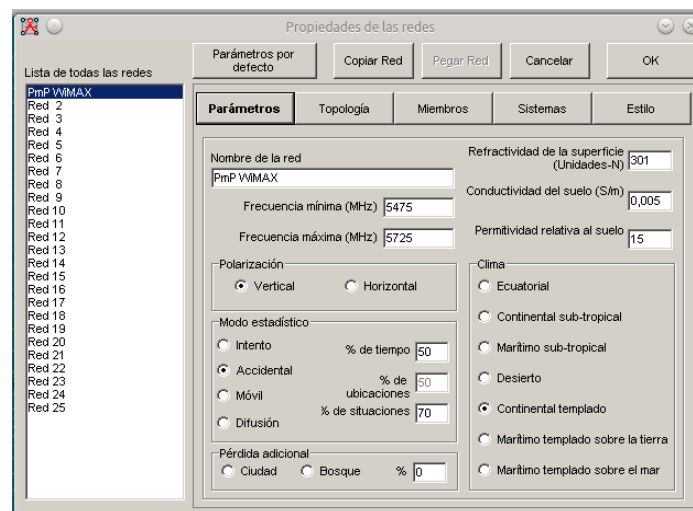 Propiedades de las redes
Lista de todas las redes
Parámetros por defecto
Copiar Red
Pegar Red
Cancelar
OK
PmP WiMAX
Red 2
Red 3
Red 4
Red 5
Red 6
Red 7
Red 8
Red 9
Red 10
Red 11
Red 12
Red 13
Red 14
Red 15
Red 16
Red 17
Red 18
Red 19
Red 20
Red 21
Red 22
Red 23
Red 24
Red 25
Parámetros
Topología
Miembros
Sistemas
Estilo
Nombre de la red
PmP WiMAX
Frecuencia mínima (MHz) 5475
Frecuencia máxima (MHz) 5725
Refractividad de la superficie
(Unidades-N) 301
Conductividad del suelo (S/m) 0,005
Permitividad relativa al suelo 15
Polarización
Vertical
Horizontal
Modo estadístico
Intento
Accidental
Móvil
Difusión
% de tiempo 50
% de
ubicaciones 50
% de situaciones 70
Pérdida adicional
Ciudad
Bosque
% 0
Clima
Ecuatorial
Continental sub-tropical
Marítimo sub-tropical
Desierto
Continental templado
Marítimo templado sobre la tierra
Marítimo templado sobre el mar